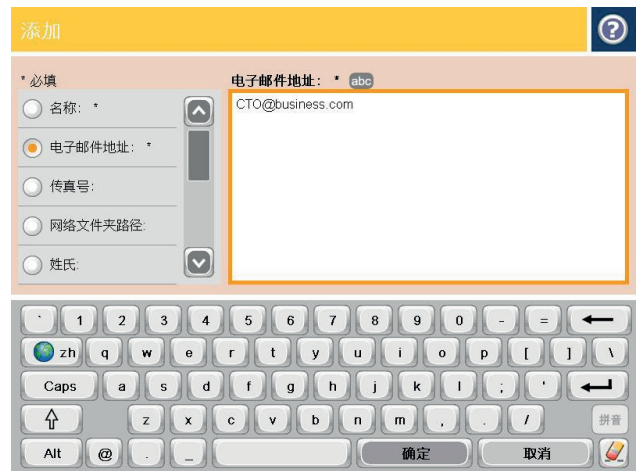 添加
?
* 必填
名称: *
电子邮件地址: *
传真号:
网络文件夹路径:
姓氏:
电子邮件地址: * abc
CTO@business.com
` 1 2 3 4 5 6 7 8 9 0 - =
zh q w e r t y u i o p [ ] \
Caps a s d f g h j k l ; '
z x c v b n m , . / 拼音
Alt @ . _ 确定 取消